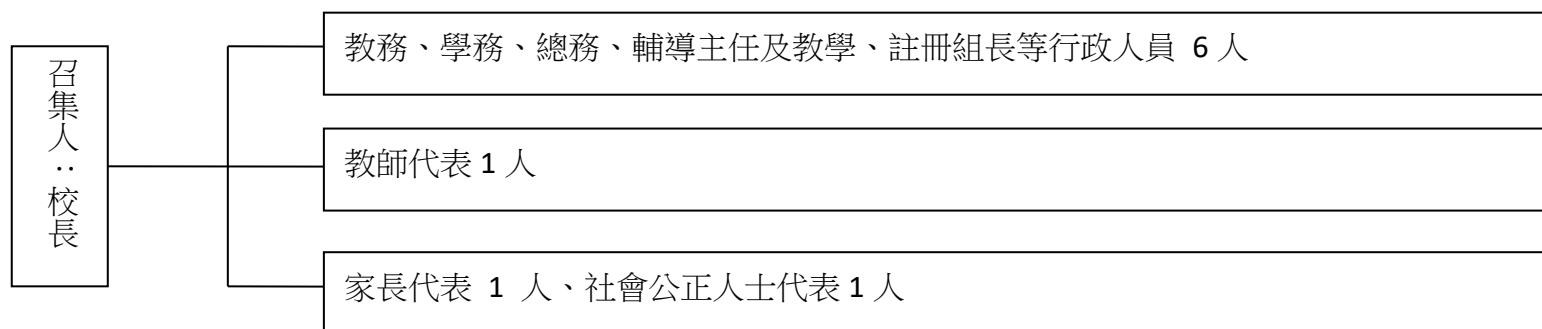 召集人：校長
教務、學務、總務、輔導主任及教學、註冊組長等行政人員 6 人
教師代表 1 人
家長代表 1 人、社會公正人士代表 1 人